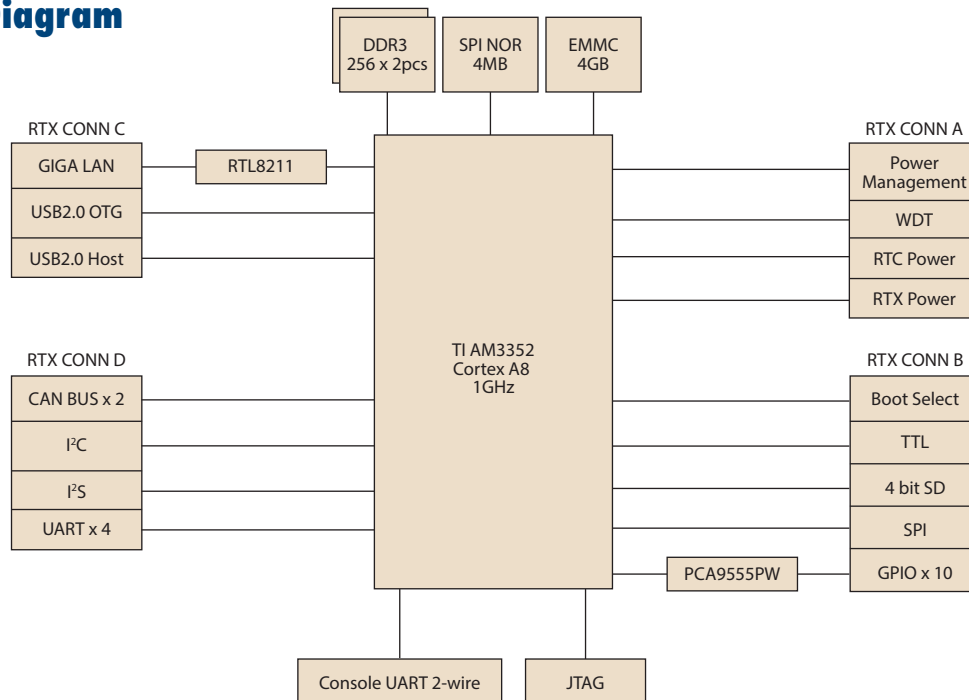 DDR3
256 x 2pcs
SPI NOR
4MB
EMMC
4GB
RTX CONN C
GIGA LAN
RTL8211
USB2.0 OTG
USB2.0 Host
RTX CONN A
Power
Management
WDT
RTC Power
RTX Power
TI AM3352
Cortex A8
1GHz
RTX CONN D
CAN BUS x 2
I²C
I²S
UART x 4
RTX CONN B
Boot Select
TTL
4 bit SD
SPI
PCA9555PW
GPIO x 10
Console UART 2-wire
JTAG